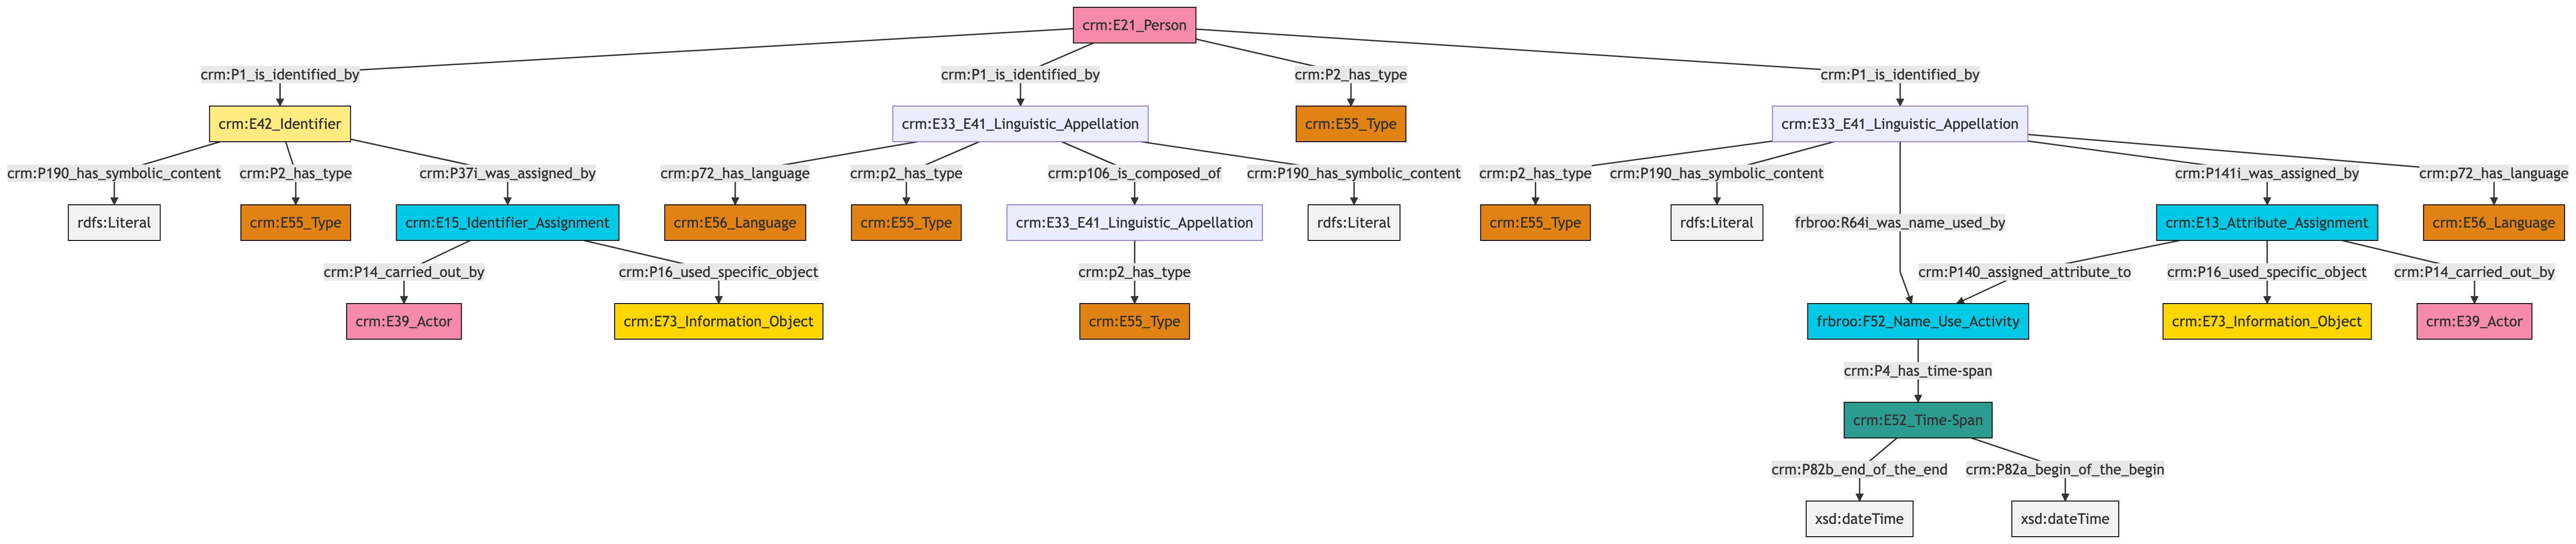 crm:E21_Person
crm:P1_is_identified_by
crm:P1_is_identified_by
crm:P2_has_type
crm:P1_is_identified_by
crm:E42_Identifier
crm:E33_E41_Linguistic_Appellation
crm:E55_Type
crm:E33_E41_Linguistic_Appellation
crm:P190_has_symbolic_content
crm:P2_has_type
crm:P37i_was_assigned_by
crm:p72_has_language
crm:p2_has_type
crm:p106_is_composed_of
crm:P190_has_symbolic_content
crm:p2_has_type
crm:P190_has_symbolic_content
crm:P141i_was_assigned_by
crm:p72_has_language
rdfs:Literal
crm:E55_Type
crm:E15_Identifier_Assignment
crm:E56_Language
crm:E55_Type
crm:E33_E41_Linguistic_Appellation
rdfs:Literal
crm:E55_Type
rdfs:Literal
frbroo:R64i_was_name_used_by
crm:E13_Attribute_Assignment
crm:E56_Language
crm:P14_carried_out_by
crm:P16_used_specific_object
crm:p2_has_type
crm:P140_assigned_attribute_to
crm:P16_used_specific_object
crm:P14_carried_out_by
crm:E39_Actor
crm:E73_Information_Object
crm:E55_Type
frbroo:F52_Name_Use_Activity
crm:E73_Information_Object
crm:E39_Actor
crm:P4_has_time-span
crm:E52_Time-Span
crm:P82b_end_of_the_end
crm:P82a_begin_of_the_begin
xsd:dateTime
xsd:dateTime